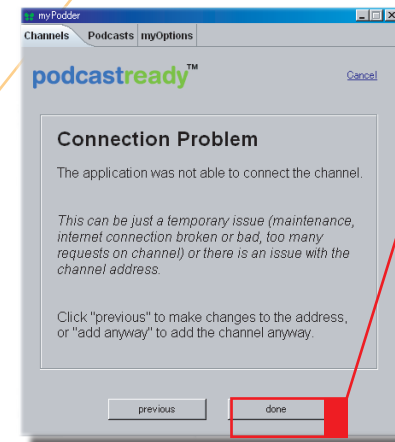 myPodder
Channels Podcasts myOptions
podcastready™
Cancel
Connection Problem
The application was not able to connect the channel.
This can be just a temporary issue (maintenance,
internet connection broken or bad, too many
requests on channel) or there is an issue with the
channel address.
Click "previous" to make changes to the address,
or "add anyway" to add the channel anyway.
previous done